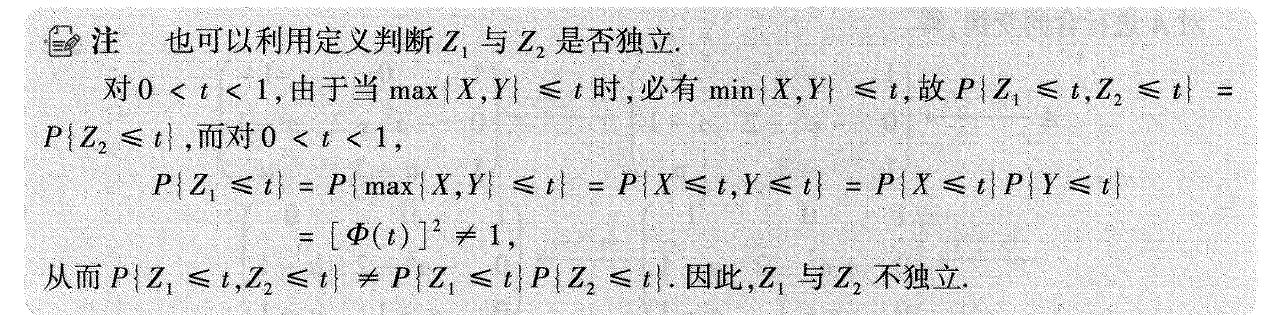 注 也可以利用定义判断 Z₁ 与 Z₂ 是否独立.
对 0 < t < 1,由于当 max{X,Y} ≤ t 时,必有 min{X,Y} ≤ t,故 P{Z₁ ≤ t,Z₂ ≤ t} =
P{Z₂ ≤ t},而对 0 < t < 1,
P{Z₁ ≤ t} = P{max{X,Y} ≤ t} = P{X ≤ t,Y ≤ t} = P{X ≤ t}P{Y ≤ t}
= [Φ(t)]² ≠ 1,
从而 P{Z₁ ≤ t,Z₂ ≤ t} ≠ P{Z₁ ≤ t}P{Z₂ ≤ t}. 因此,Z₁ 与 Z₂ 不独立.